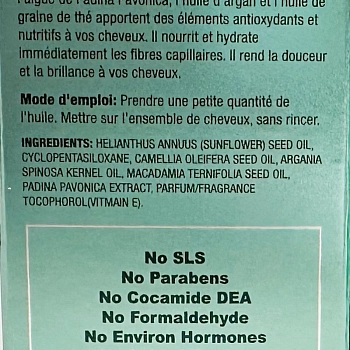 l'algue de Padina Pavonica, l'huile d'argan et l'huile de
graine de thé apportent des éléments antioxydants et
nutritifs à vos cheveux. Il nourrit et hydrate
immédiatement les fibres capillaires. Il rend la douceur
et la brillance à vos cheveux.
Mode d'emploi: Prendre une petite quantité de
l'huile. Mettre sur l'ensemble de cheveux, sans rincer.
INGREDIENTS: HELIANTHUS ANNUUS (SUNFLOWER) SEED OIL,
CYCLOPENTASILOXANE, CAMELLIA OLEIFERA SEED OIL, ARGANIA
SPINOSA KERNEL OIL, MACADAMIA TERNIFOLIA SEED OIL,
PADINA PAVONICA EXTRACT, PARFUM/FRAGRANCE
TOCOPHOROL(VITMAIN E).
No SLS
No Parabens
No Cocamide DEA
No Formaldehyde
No Environ Hormones